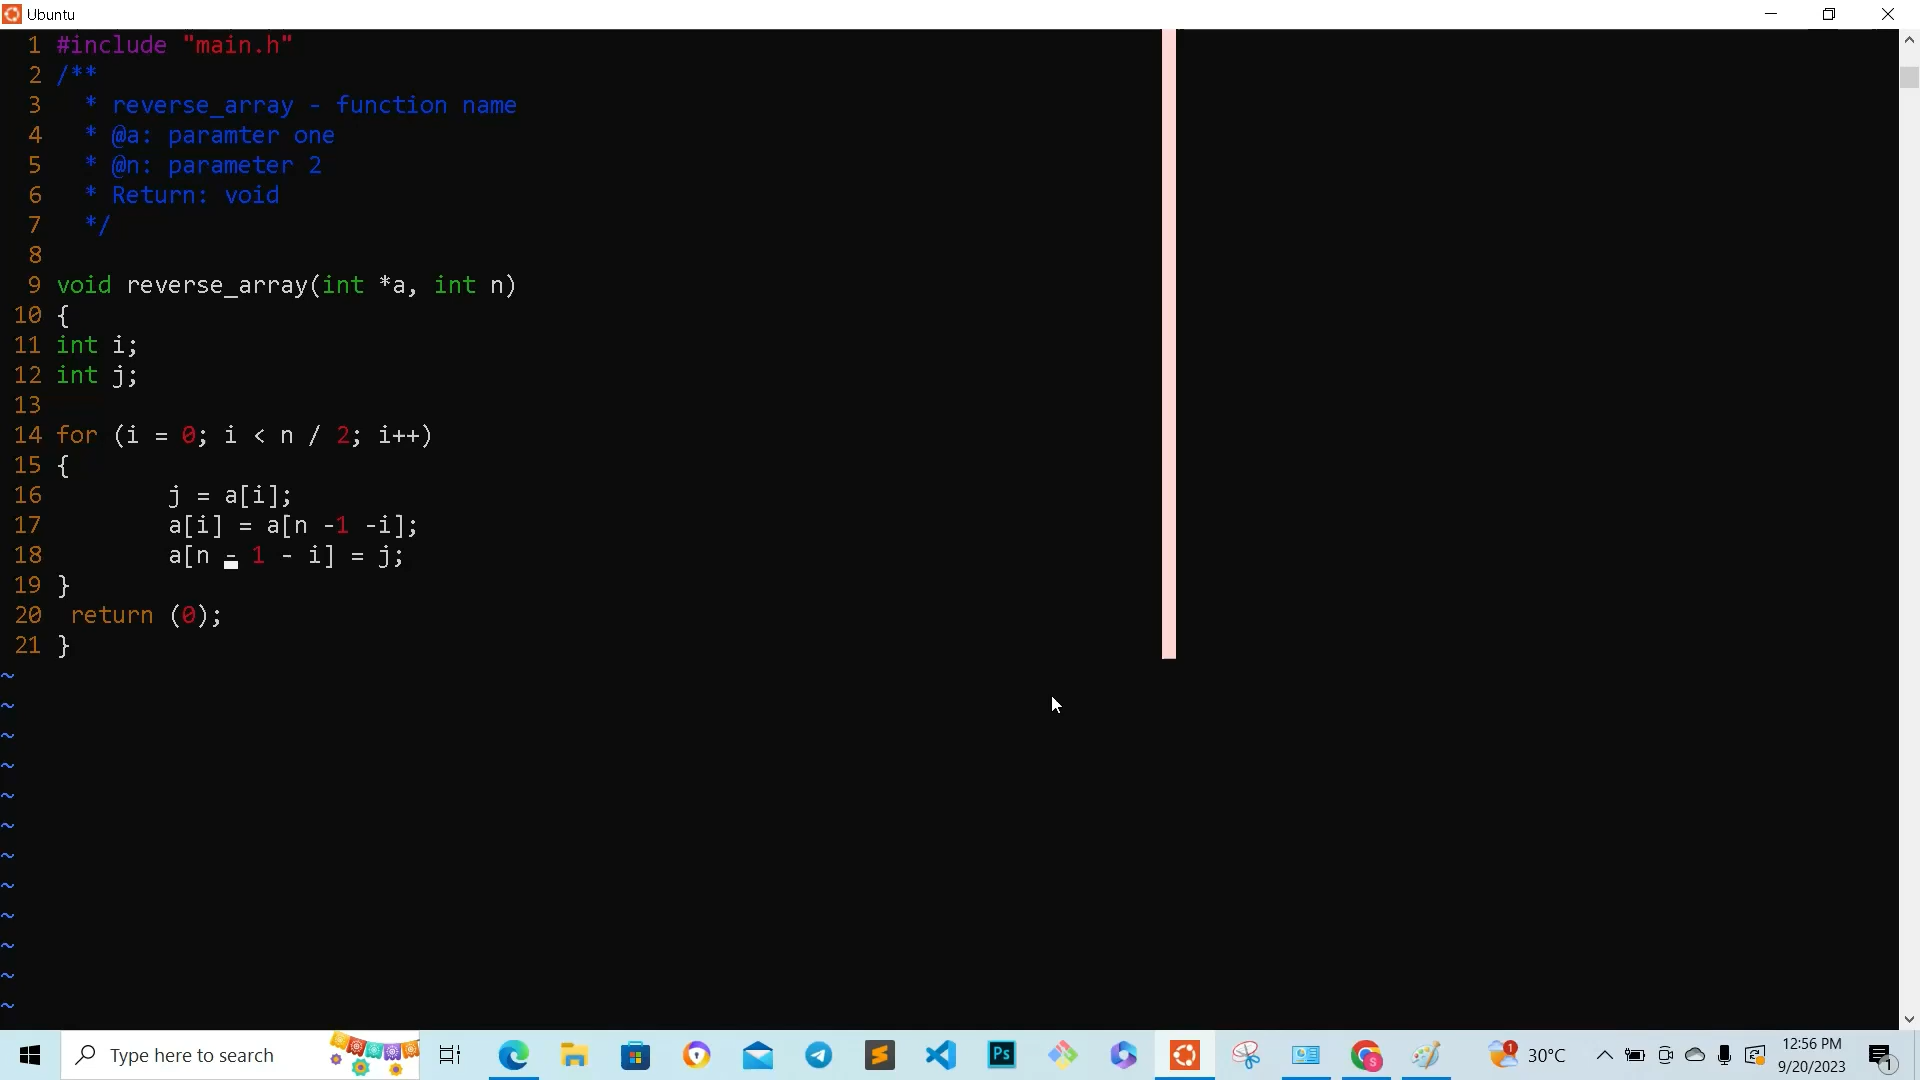 Ubuntu
1 #include "main.h"
2 /**
3   * reverse_array - function name
4   * @a: paramter one
5   * @n: parameter 2
6   * Return: void
7   */
8
9 void reverse_array(int *a, int n)
10 {
11 int i;
12 int j;
13
14 for (i = 0; i < n / 2; i++)
15 {
16         j = a[i];
17         a[i] = a[n -1 -i];
18         a[n - 1 - i] = j;
19 }
20  return (0);
21 }
~
~
~
~
~
~
~
~
~
~
~
~
Type here to search
Ps
S
1
30°C
12:56 PM
9/20/2023
1